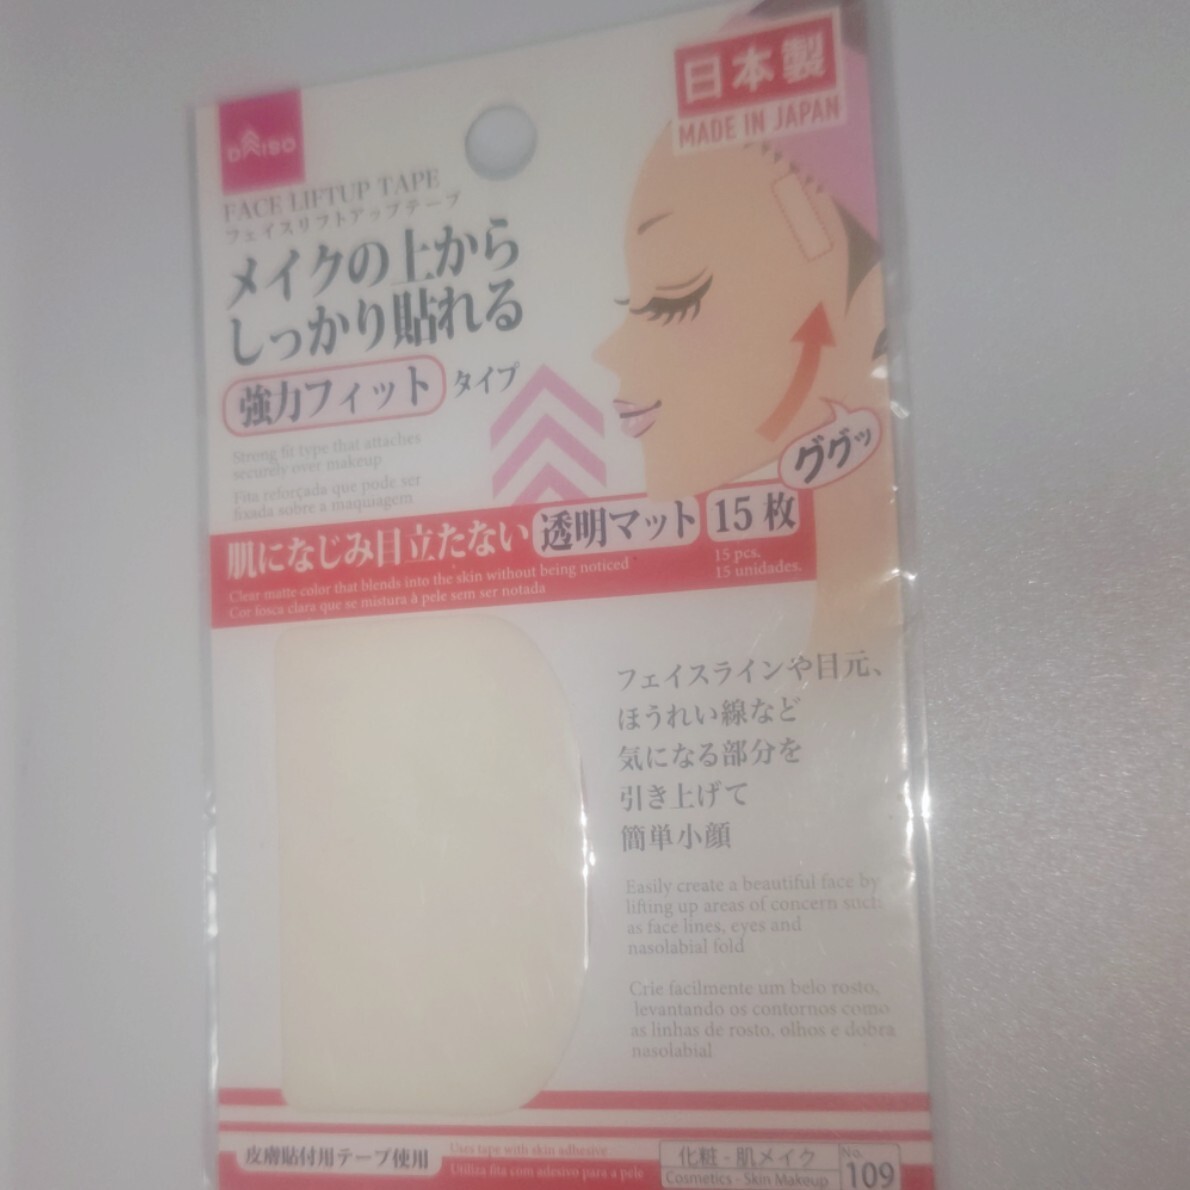 DAISO
日本製
MADE IN JAPAN
FACE LIFTUP TAPE
フェイスリフトアップテープ
メイクの上から
しっかり貼れる
強力フィット タイプ
Strong fit type that attaches
securely over makeup
Fita reforçada que pode ser
fixada sobre a maquiagem
ググッ
肌になじみ目立たない 透明マット 15枚
Clear matte color that blends into the skin without being noticed
Cor fosca clara que se mistura à pele sem ser notada
15 pcs.
15 unidades.
フェイスラインや目元、
ほうれい線など
気になる部分を
引き上げて
簡単小顔
Easily create a beautiful face by
lifting up areas of concern such
as face lines, eyes and
nasolabial fold
Crie facilmente um belo rosto,
levantando os contornos como
as linhas de rosto, olhos e dobra
nasolabial
皮膚貼付用テープ使用
Uses tape with skin adhesive
Utiliza fita com adesivo para a pele
化粧 - 肌メイク
Cosmetics - Skin Makeup
No.
109